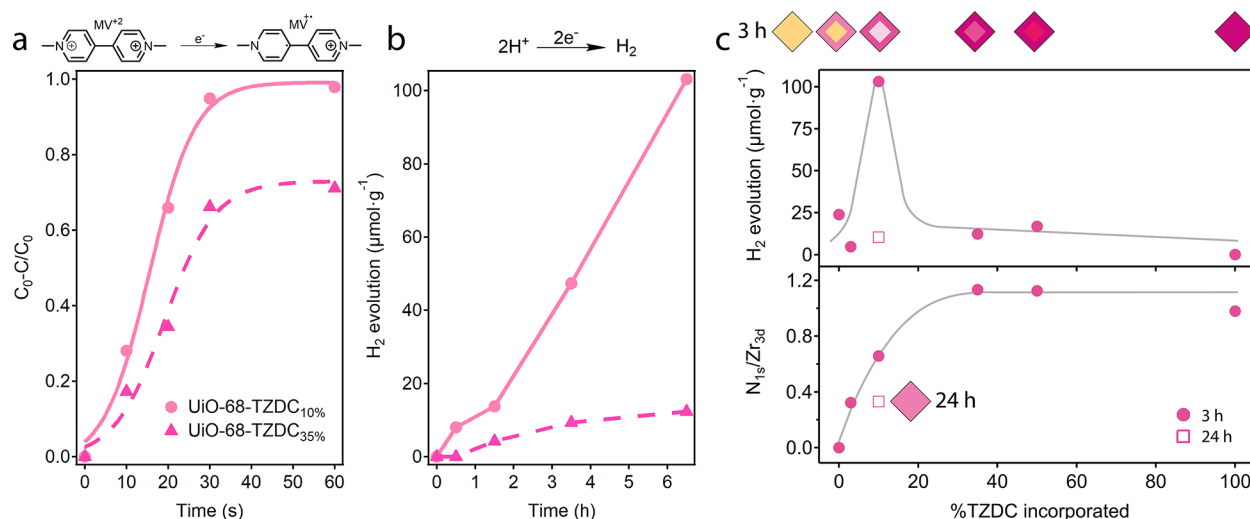 a
MV+2
e-
MV+•
N
N
N
N
C0-C/C0
1.0
0.8
0.6
0.4
0.2
0.0
UiO-68-TZDC10%
UiO-68-TZDC35%
0 10 20 30 40 50 60
Time (s)
b
2H+ 2e- H2
H2 evolution (μmol·g-1)
100
80
60
40
20
0
0 1 2 3 4 5 6
Time (h)
c
3 h
H2 evolution (μmol·g-1)
100
75
50
25
0
N1s/Zr3d
1.2
0.8
0.4
0.0
24 h
3 h
24 h
0 20 40 60 80 100
%TZDC incorporated